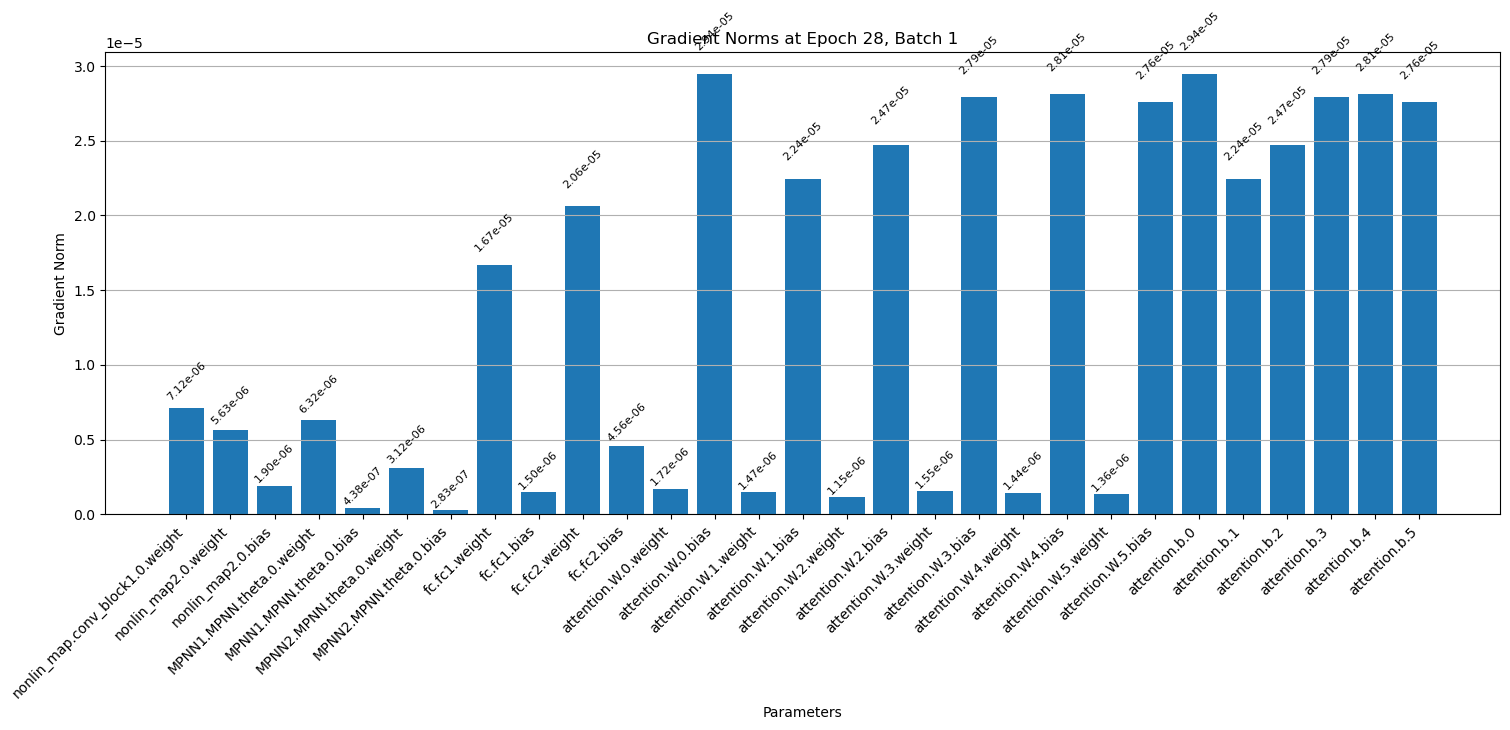 Gradient Norms at Epoch 28, Batch 1
1e−5
3.0
2.5
2.0
1.5
1.0
0.5
0.0
Gradient Norm
7.12e-06
5.63e-06
1.90e-06
6.32e-06
4.38e-07
3.12e-06
2.83e-07
1.67e-05
1.50e-06
2.06e-05
4.56e-06
1.72e-06
2.94e-05
1.47e-06
2.24e-05
1.15e-06
2.47e-05
1.55e-06
2.79e-05
1.44e-06
2.81e-05
1.36e-06
2.76e-05
2.94e-05
2.24e-05
2.47e-05
2.79e-05
2.81e-05
2.76e-05
nonlin_map.conv_block1.0.weight
nonlin_map2.0.weight
nonlin_map2.0.bias
MPNN1.MPNN.theta.0.weight
MPNN1.MPNN.theta.0.bias
MPNN2.MPNN.theta.0.weight
MPNN2.MPNN.theta.0.bias
fc.fc1.weight
fc.fc1.bias
fc.fc2.weight
fc.fc2.bias
attention.W.0.weight
attention.W.0.bias
attention.W.1.weight
attention.W.1.bias
attention.W.2.weight
attention.W.2.bias
attention.W.3.weight
attention.W.3.bias
attention.W.4.weight
attention.W.4.bias
attention.W.5.weight
attention.W.5.bias
attention.b.0
attention.b.1
attention.b.2
attention.b.3
attention.b.4
attention.b.5
Parameters